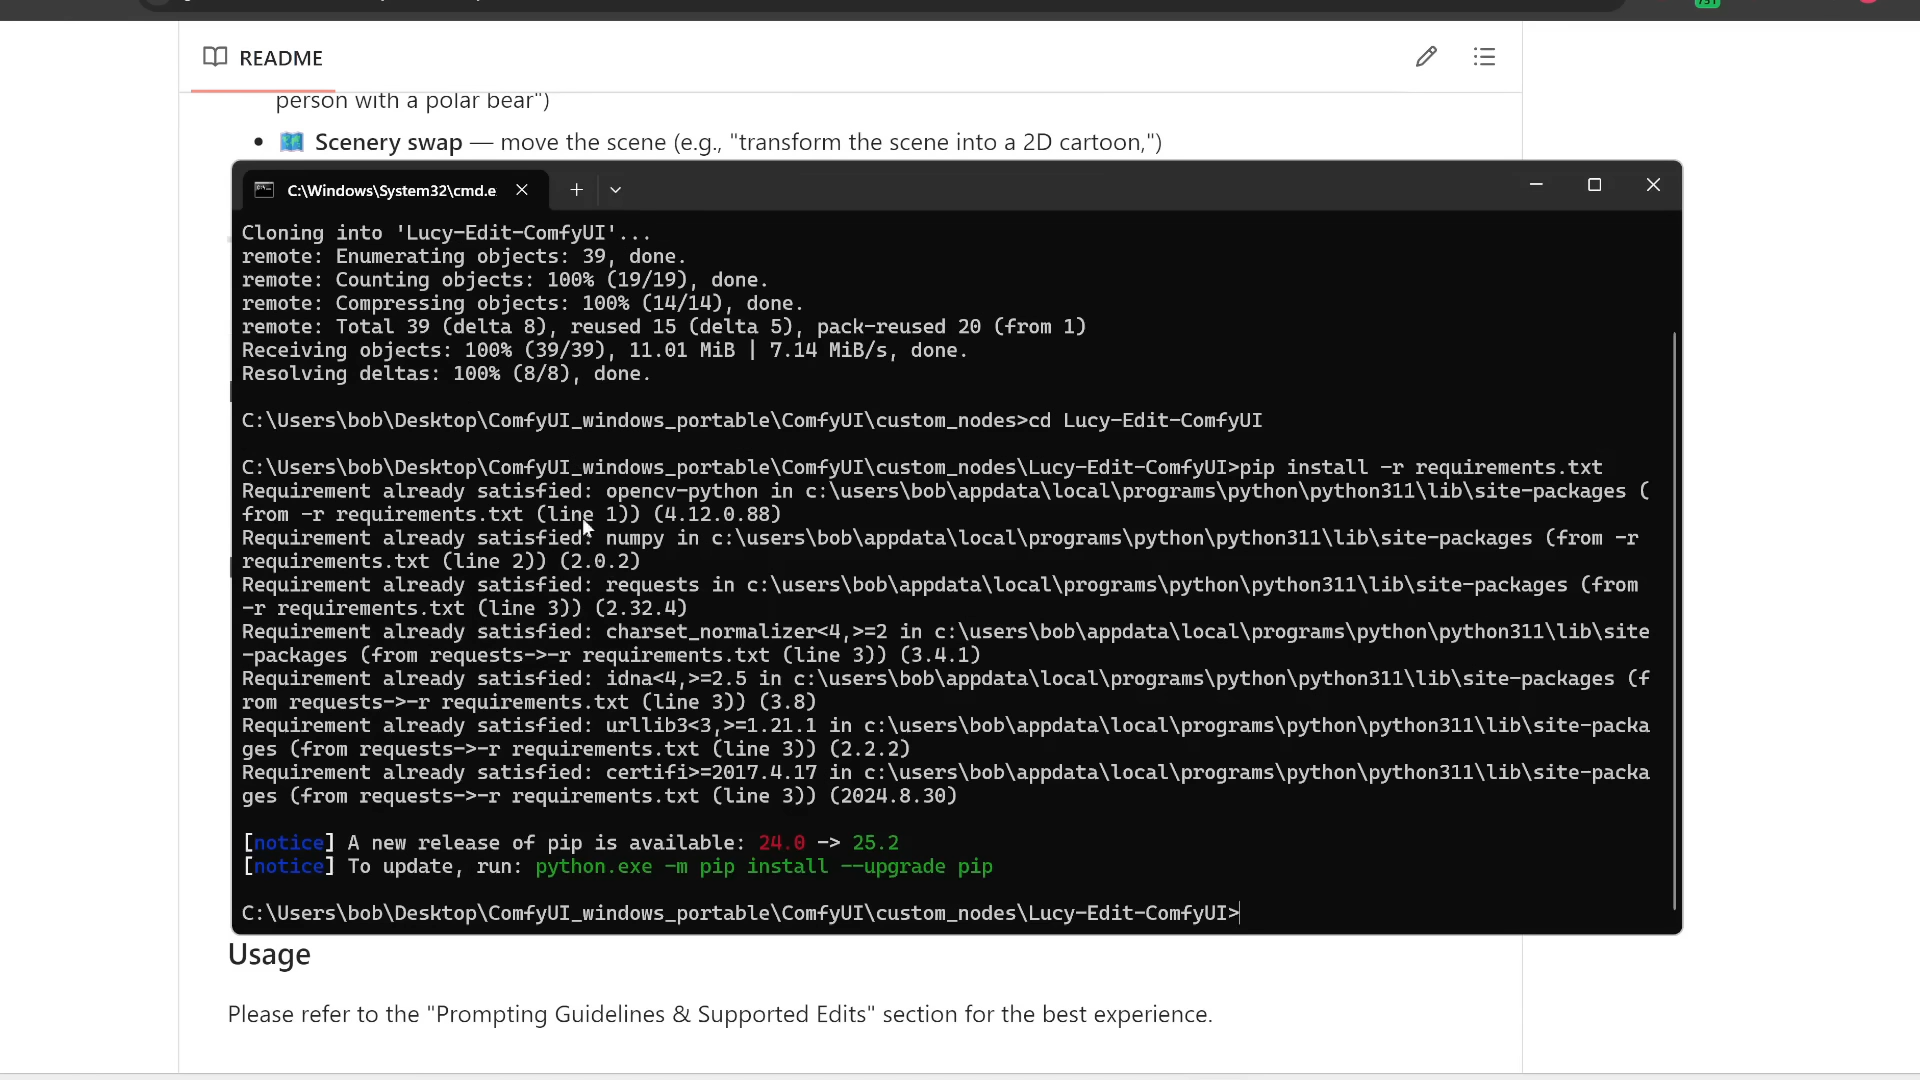 README
person with a polar bear")
Scenery swap — move the scene (e.g., "transform the scene into a 2D cartoon,")
C:\Windows\System32\cmd.e
Cloning into 'Lucy-Edit-ComfyUI'...
remote: Enumerating objects: 39, done.
remote: Counting objects: 100% (19/19), done.
remote: Compressing objects: 100% (14/14), done.
remote: Total 39 (delta 8), reused 15 (delta 5), pack-reused 20 (from 1)
Receiving objects: 100% (39/39), 11.01 MiB | 7.14 MiB/s, done.
Resolving deltas: 100% (8/8), done.
C:\Users\bob\Desktop\ComfyUI_windows_portable\ComfyUI\custom_nodes>cd Lucy-Edit-ComfyUI
C:\Users\bob\Desktop\ComfyUI_windows_portable\ComfyUI\custom_nodes\Lucy-Edit-ComfyUI>pip install -r requirements.txt
Requirement already satisfied: opencv-python in c:\users\bob\appdata\local\programs\python\python311\lib\site-packages (
from -r requirements.txt (line 1)) (4.12.0.88)
Requirement already satisfied: numpy in c:\users\bob\appdata\local\programs\python\python311\lib\site-packages (from -r
requirements.txt (line 2)) (2.0.2)
Requirement already satisfied: requests in c:\users\bob\appdata\local\programs\python\python311\lib\site-packages (from
-r requirements.txt (line 3)) (2.32.4)
Requirement already satisfied: charset_normalizer<4,>=2 in c:\users\bob\appdata\local\programs\python\python311\lib\site
-packages (from requests->-r requirements.txt (line 3)) (3.4.1)
Requirement already satisfied: idna<4,>=2.5 in c:\users\bob\appdata\local\programs\python\python311\lib\site-packages (f
rom requests->-r requirements.txt (line 3)) (3.8)
Requirement already satisfied: urllib3<3,>=1.21.1 in c:\users\bob\appdata\local\programs\python\python311\lib\site-packa
ges (from requests->-r requirements.txt (line 3)) (2.2.2)
Requirement already satisfied: certifi>=2017.4.17 in c:\users\bob\appdata\local\programs\python\python311\lib\site-packa
ges (from requests->-r requirements.txt (line 3)) (2024.8.30)
[notice] A new release of pip is available: 24.0 -> 25.2
[notice] To update, run: python.exe -m pip install --upgrade pip
C:\Users\bob\Desktop\ComfyUI_windows_portable\ComfyUI\custom_nodes\Lucy-Edit-ComfyUI>
Usage
Please refer to the "Prompting Guidelines & Supported Edits" section for the best experience.